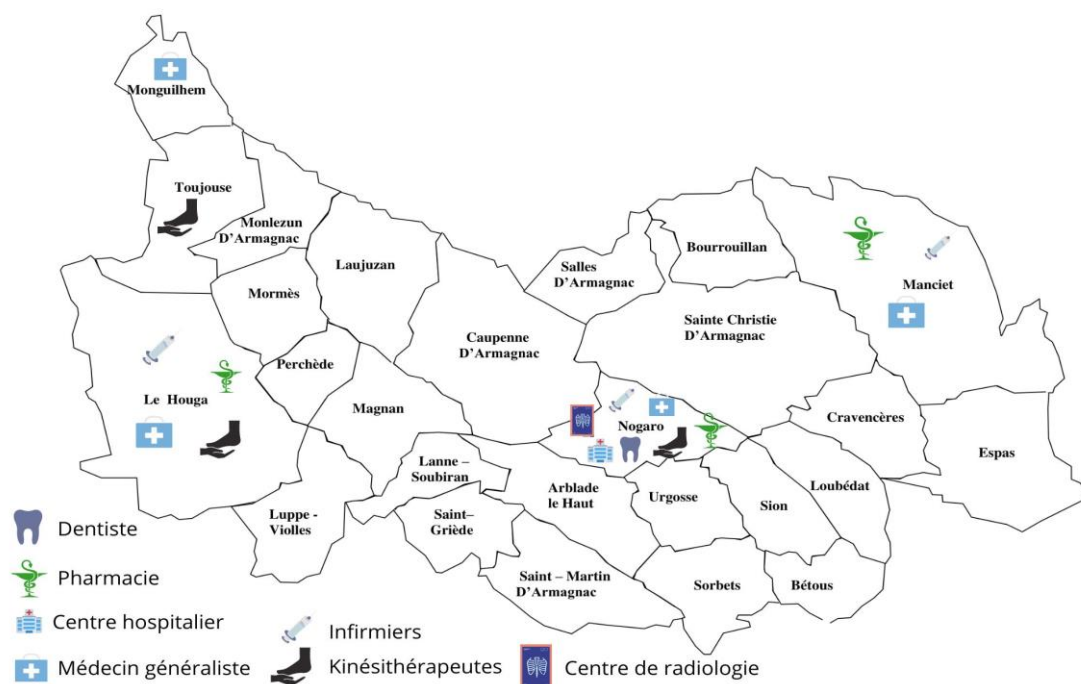 Monguilhem
Toujouse
Monlezun
D'Armagnac
Laujuzan
Mormès
Perchède
Le Houga
Magnan
Caupenne
D'Armagnac
Salles
D'Armagnac
Bourrouillan
Manciet
Sainte Christie
D'Armagnac
Nogaro
Cravencères
Espas
Lanne –
Soubiran
Arblade
le Haut
Urgosse
Sion
Loubédat
Luppe -
Violles
Saint–
Griède
Saint – Martin
D'Armagnac
Sorbets
Bétous
Dentiste
Pharmacie
Centre hospitalier
Médecin généraliste
Infirmiers
Kinésithérapeutes
Centre de radiologie